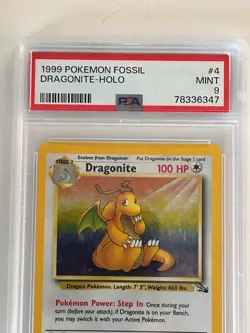 1999 POKEMON FOSSIL #4
DRAGONITE-HOLO MINT
9
PSA 78336347
Evolves from Dragonair Put Dragonite on the Stage 1 card
STAGE 2
Dragonite 100 HP
Dragon Pokémon. Length: 7' 3", Weight: 463 lbs.
Pokémon Power: Step In Once during your
turn (before your attack), if Dragonite is on your Bench,
you may switch it with your Active Pokémon.